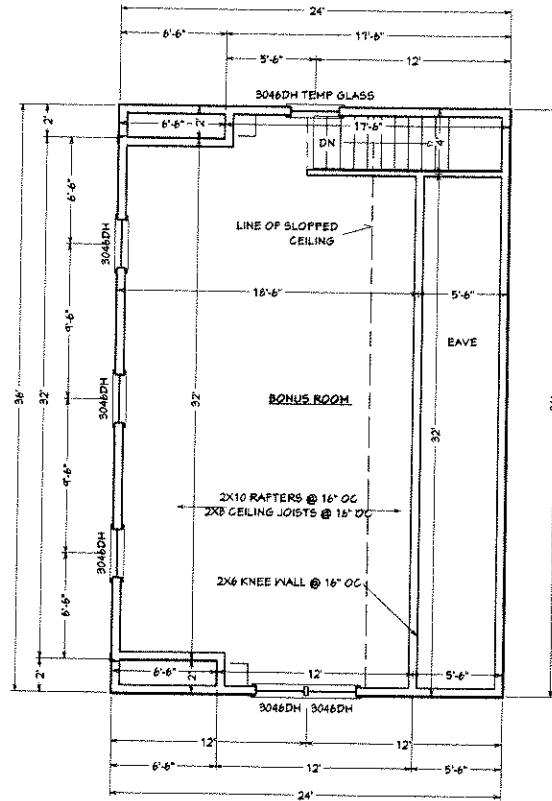 24'
6'-6"
17'-6"
5'-6"
12'
3046DH TEMP GLASS
2'
6'-6"
2'
17'-6"
DN
4'
6'-6"
3046DH
LINE OF SLOPPED
CEILING
18'-6"
5'-6"
9'-6"
EAVE
36'
32'
32'
3046DH
BONUS ROOM
32'
9'-6"
2X10 RAFTERS @ 16" OC
2X8 CEILING JOISTS @ 16" OC
3046DH
6'-6"
2X6 KNEE WALL @ 16" OC
2'
6'-6"
2'
12'
5'-6"
3046DH 3046DH
12'
12'
6'-6"
12'
5'-6"
24'